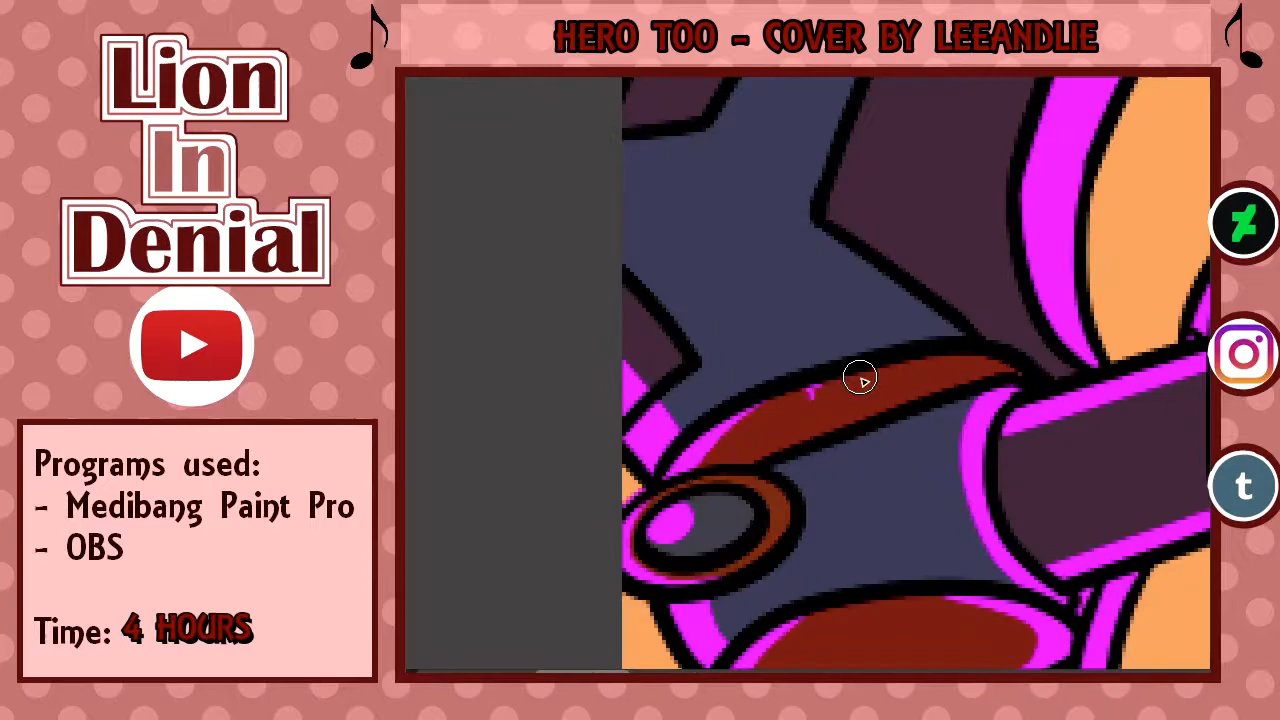 HERO TOO - COVER BY LEEANDLIE
Lion
In
Denial
Programs used:
- Medibang Paint Pro
- OBS
Time: 4 HOURS
t